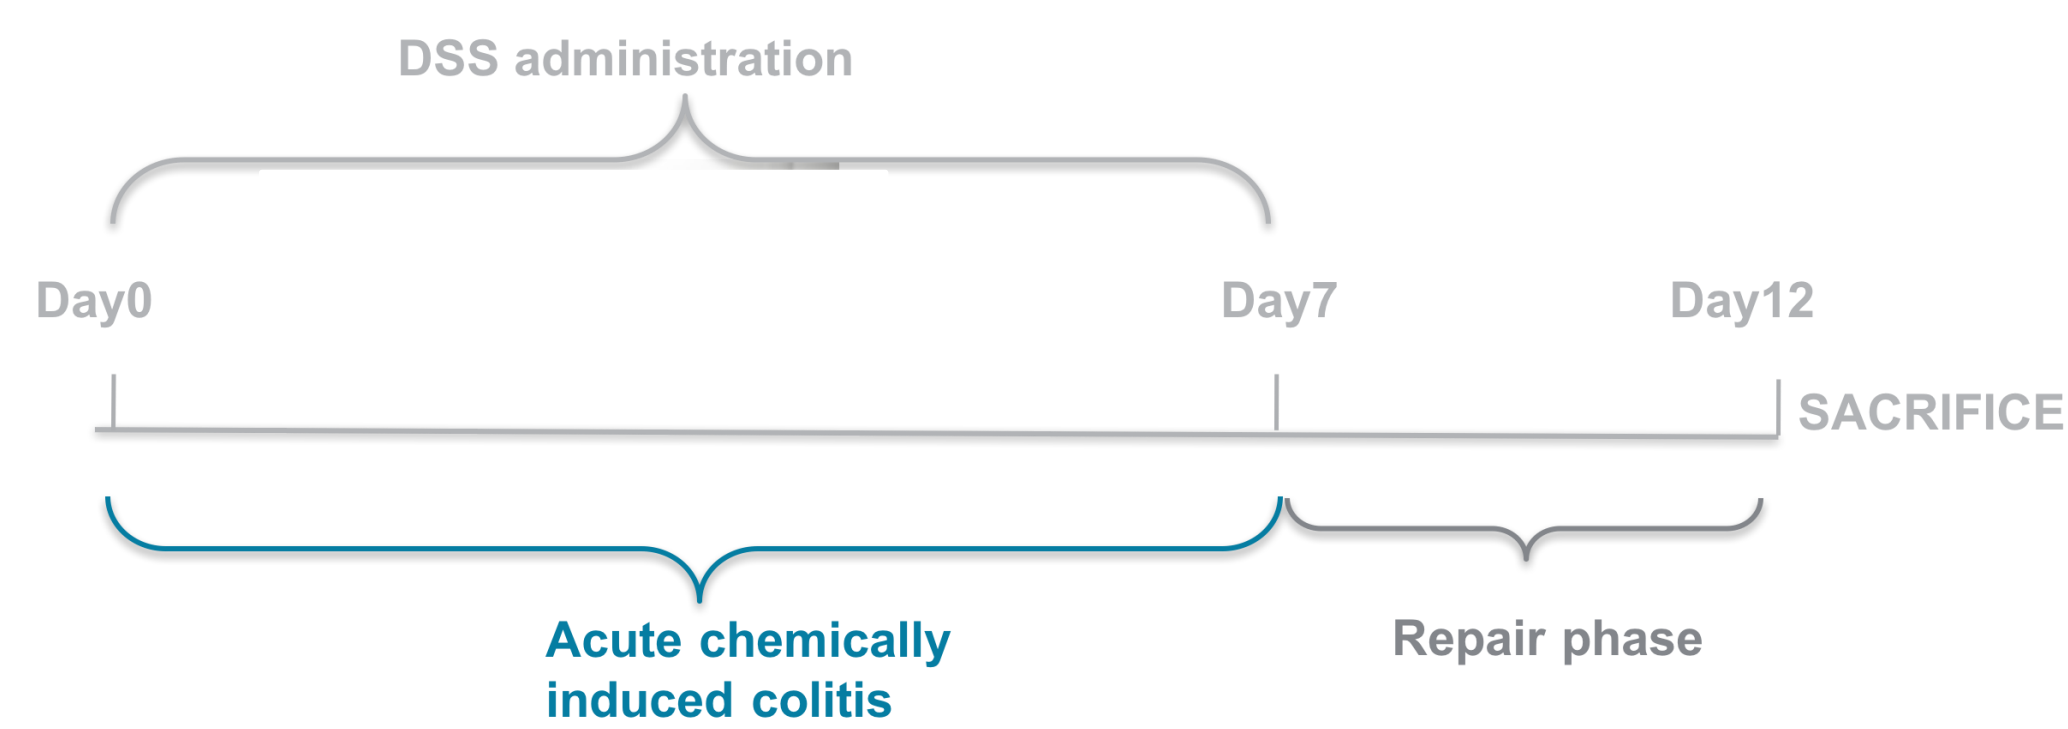 DSS administration
Day0
Day7
Day12
SACRIFICE
Acute chemically
induced colitis
Repair phase